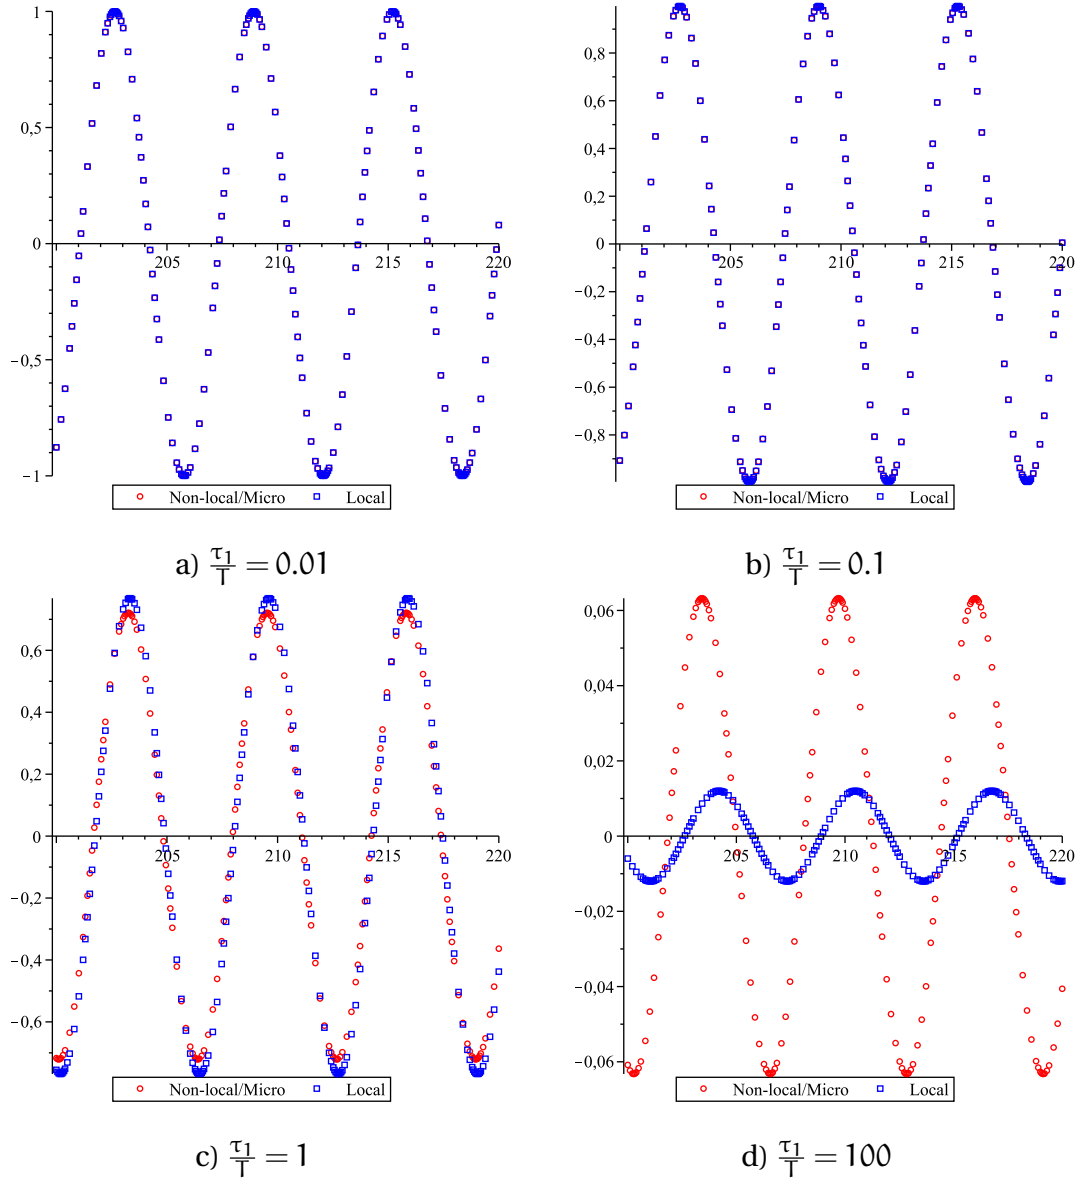 1
0,5
0
−0,5
−1
205 210 215 220
Non-local/Micro Local
a) τ₁/T = 0.01
0,8
0,6
0,4
0,2
0
−0,2
−0,4
−0,6
−0,8
205 210 215 220
Non-local/Micro Local
b) τ₁/T = 0.1
0,6
0,4
0,2
0
−0,2
−0,4
−0,6
205 210 215 220
Non-local/Micro Local
c) τ₁/T = 1
0,06
0,04
0,02
0
−0,02
−0,04
−0,06
205 210 215 220
Non-local/Micro Local
d) τ₁/T = 100